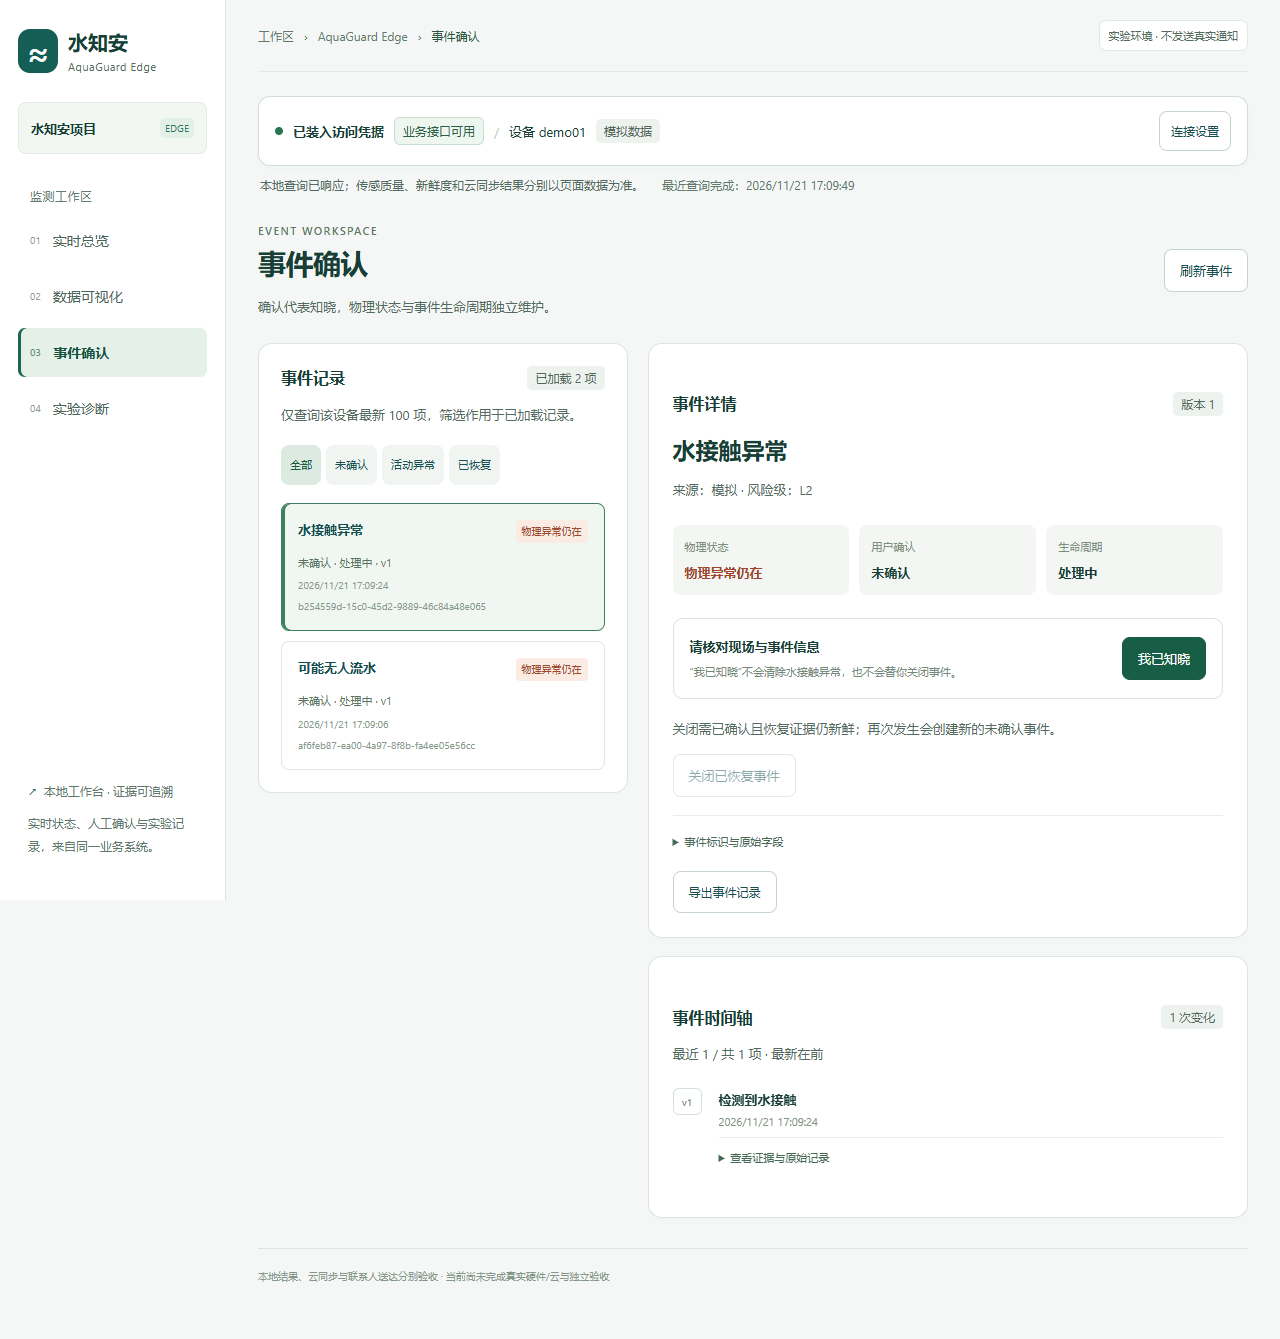 水知安
AquaGuard Edge
水知安项目
EDGE
监测工作区
01 实时总览
02 数据可视化
03 事件确认
04 实验诊断
↗ 本地工作台 · 证据可追溯
实时状态、人工确认与实验记
录，来自同一业务系统。
工作区 › AquaGuard Edge › 事件确认
实验环境 · 不发送真实通知
已装入访问凭据 业务接口可用 / 设备 demo01 模拟数据
连接设置
本地查询已响应；传感质量、新鲜度和云同步结果分别以页面数据为准。 最近查询完成：2026/11/21 17:09:49
EVENT WORKSPACE
事件确认
确认代表知晓，物理状态与事件生命周期独立维护。
刷新事件
事件记录
已加载 2 项
仅查询该设备最新 100 项，筛选作用于已加载记录。
全部 未确认 活动异常 已恢复
水接触异常
物理异常仍在
未确认 · 处理中 · v1
2026/11/21 17:09:24
b254559d-15c0-45d2-9889-46c84a48e065
可能无人流水
物理异常仍在
未确认 · 处理中 · v1
2026/11/21 17:09:06
af6feb87-ea00-4a97-8f8b-fa4ee05e56cc
事件详情
版本 1
水接触异常
来源：模拟 · 风险级：L2
物理状态
物理异常仍在
用户确认
未确认
生命周期
处理中
请核对现场与事件信息
“我已知晓”不会清除水接触异常，也不会替你关闭事件。
我已知晓
关闭需已确认且恢复证据仍新鲜；再次发生会创建新的未确认事件。
关闭已恢复事件
事件标识与原始字段
导出事件记录
事件时间轴
1 次变化
最近 1 / 共 1 项 · 最新在前
v1
检测到水接触
2026/11/21 17:09:24
查看证据与原始记录
本地结果、云同步与联系人送达分别验收 · 当前尚未完成真实硬件/云与独立验收